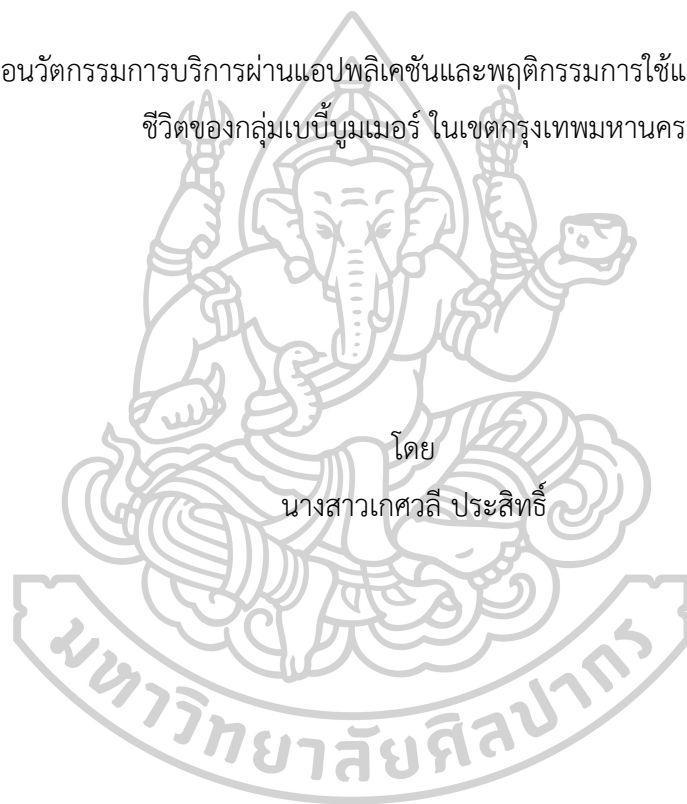 อนวัตกรรมการบริการผ่านแอปพลิเคชันและพฤติกรรมการใช้แ
ชีวิตของกลุ่มเบบี้บูมเมอร์ ในเขตกรุงเทพมหานคร
โดย
นางสาวเกศวลี ประสิทธิ์
มหาวิทยาลัยศิลปากร